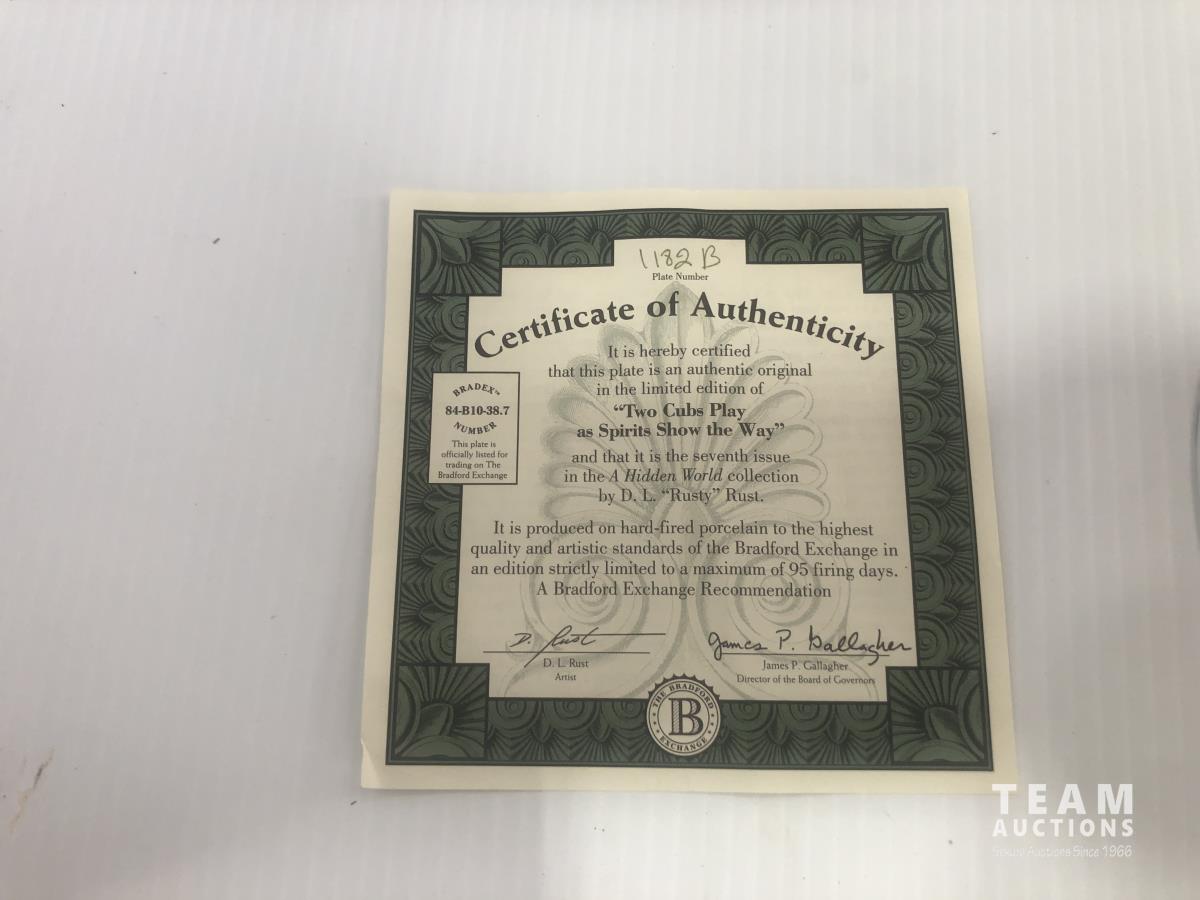 1182 B
Plate Number
Certificate of Authenticity
It is hereby certified
that this plate is an authentic original
in the limited edition of
“Two Cubs Play
as Spirits Show the Way”
and that it is the seventh issue
in the A Hidden World collection
by D. L. “Rusty” Rust.
BRADEX™
84-B10-38.7
NUMBER
This plate is
officially listed for
trading on The
Bradford Exchange
It is produced on hard-fired porcelain to the highest
quality and artistic standards of the Bradford Exchange in
an edition strictly limited to a maximum of 95 firing days.
A Bradford Exchange Recommendation
D. Rust
D. L. Rust
Artist
James P. Gallagher
James P. Gallagher
Director of the Board of Governors
THE BRADFORD
B
EXCHANGE
TEAM
AUCTIONS
Auctions Since 1966